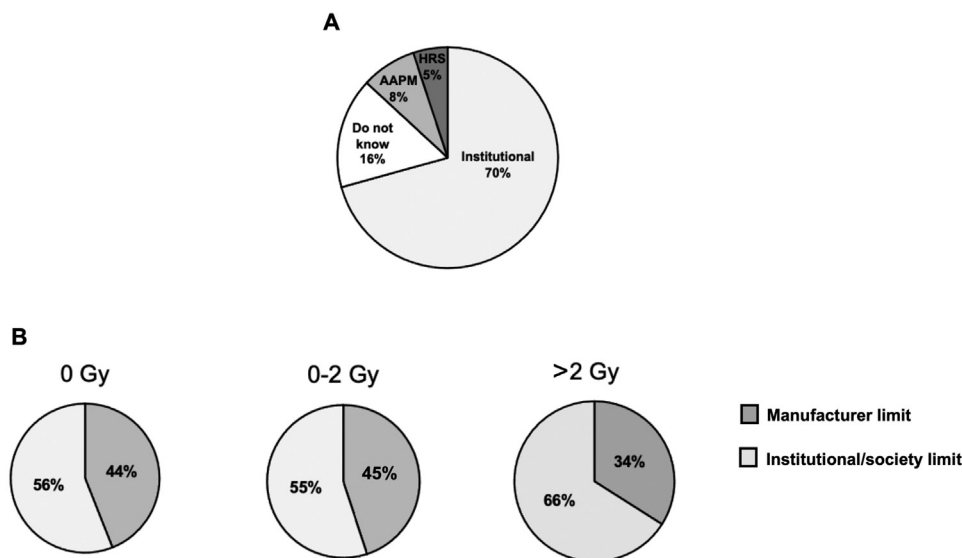 A
HRS
5%
AAPM
8%
Do not
know
16%
Institutional
70%
B
0 Gy
0-2 Gy
>2 Gy
56%
44%
55%
45%
66%
34%
Manufacturer limit
Institutional/society limit